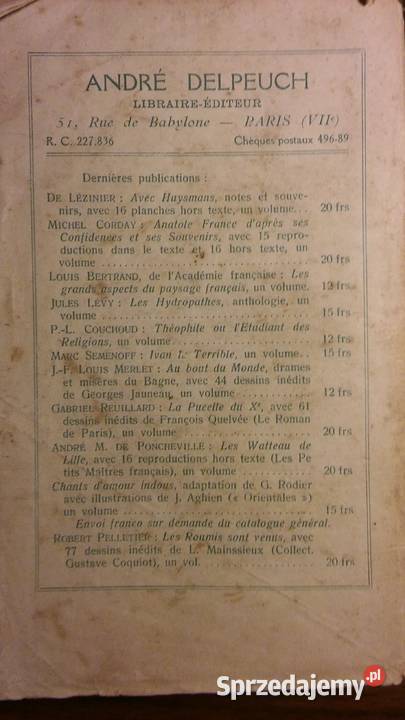 ANDRÉ DELPEUCH
LIBRAIRE-ÉDITEUR
51, Rue de Babylone — PARIS (VIIe)
R. C. 227.836 Chèques postaux 496-89
Dernières publications :
DE LÉZINIER : Avec Huysmans, notes et souve-
nirs, avec 16 planches hors texte, un volume... 20 frs
MICHEL CORDAY : Anatole France d'après ses
Confidences et ses Souvenirs, avec 15 repro-
ductions dans le texte et 16 hors texte, un
volume ........ 20 frs
LOUIS BERTRAND, de l'Académie française : Les
grands aspects du paysage français, un volume. 12 frs
JULES LÉVY : Les Hydropathes, anthologie, un
volume ........ 15 frs
P.-L. COUCHOUD : Théophile ou l'Etudiant des
Religions, un volume ........ 12 frs
MARC SEMENOFF : Ivan le Terrible, un volume.. 15 frs
J.-F. LOUIS MERLET : Au bout du Monde, drames
et misères du Bagne, avec 44 dessins inédits
de Georges Jauneau, un volume ........ 12 frs
GABRIEL REUILLARD : La Pucelle du Xe, avec 61
dessins inédits de François Quelvée (Le Roman
de Paris), un volume ........ 20 frs
ANDRÉ M. DE PONCHEVILLE : Les Watteau de
Lille, avec 16 reproductions hors texte (Les Pe
tits Maîtres français), un volume ........ 20 frs
Chants d'amour indous, adaptation de G. Rodier
avec illustrations de J. Aghien (« Orientales »)
un volume ........ 15 frs
Envoi franco sur demande du catalogue général.
ROBERT PELLETIER : Les Roumis sont venus, avec
77 dessins inédits de L. Mainssieux (Collect.
Gustave Coquiot), un vol. ........ 20 frs
Sprzedajemy.pl